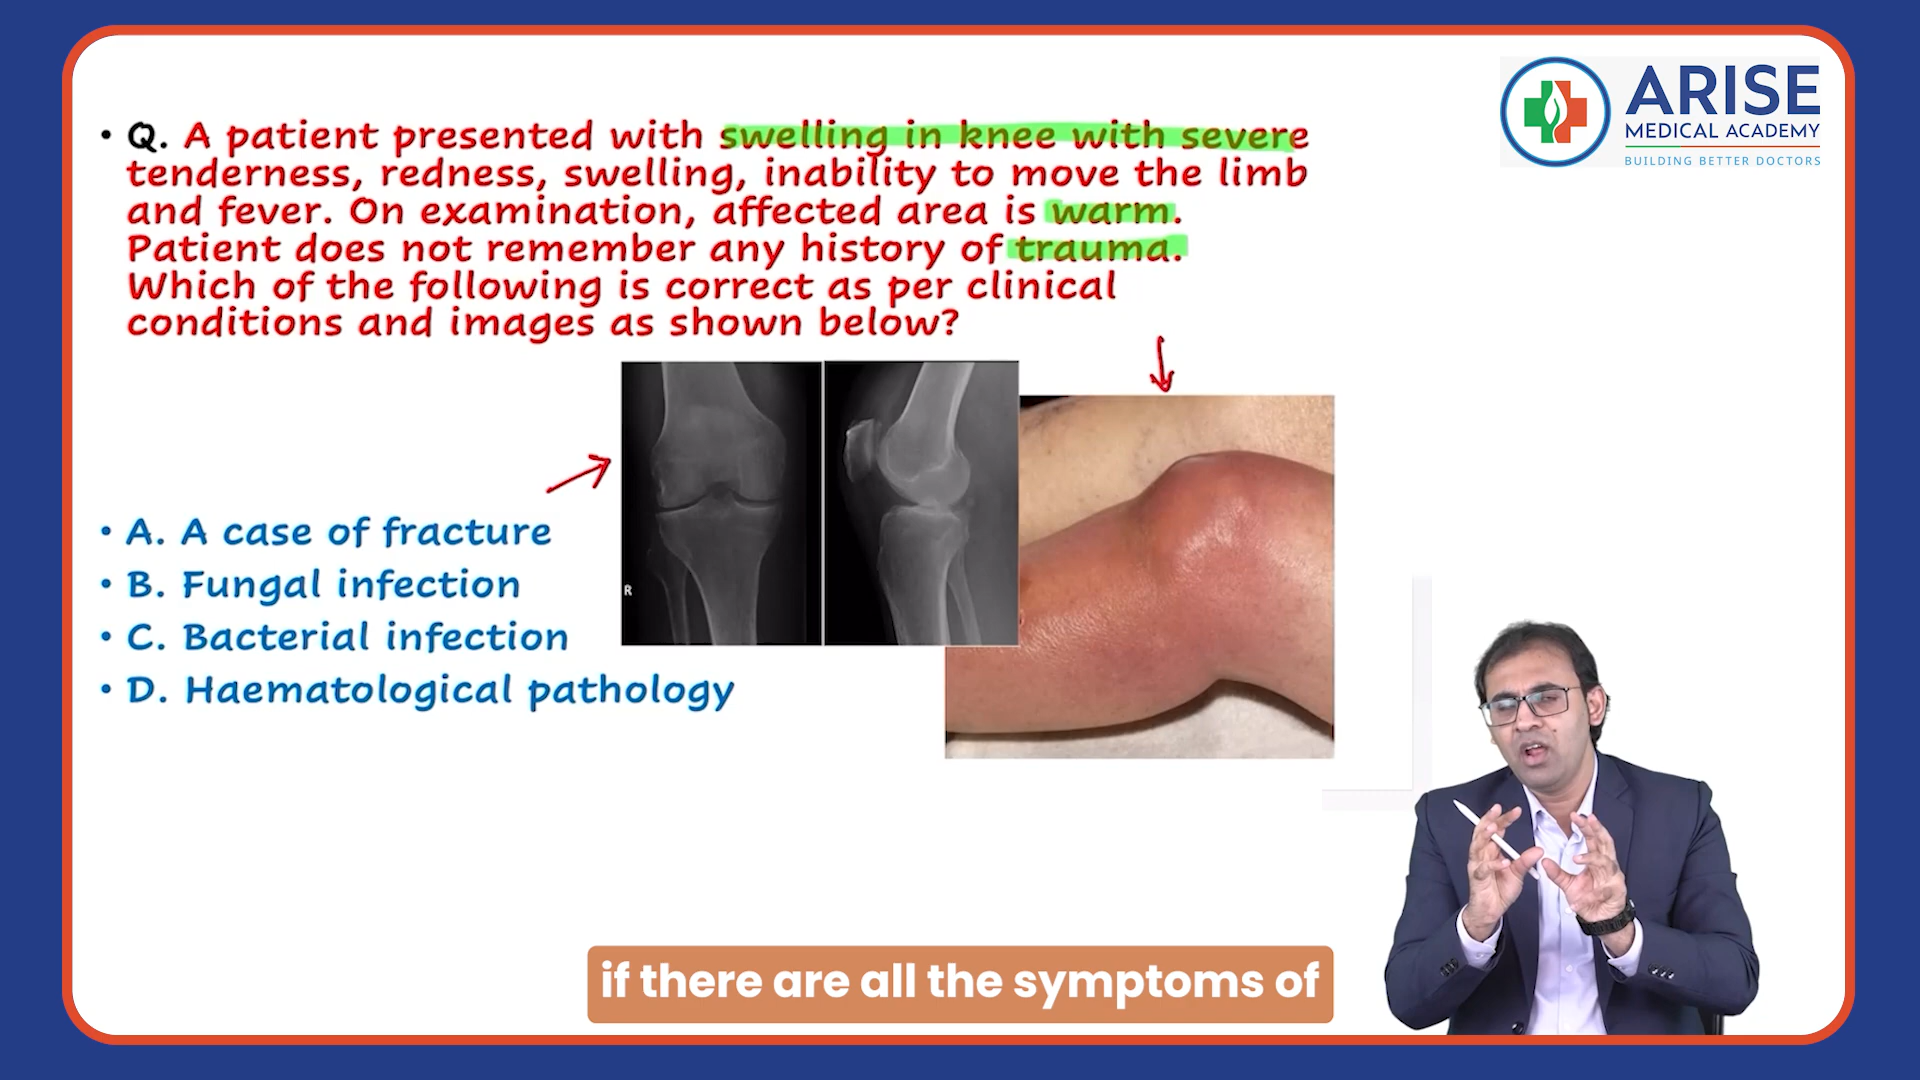 ARISE
MEDICAL ACADEMY
BUILDING BETTER DOCTORS
• Q. A patient presented with swelling in knee with severe
tenderness, redness, swelling, inability to move the limb
and fever. On examination, affected area is warm.
Patient does not remember any history of trauma.
Which of the following is correct as per clinical
conditions and images as shown below?
• A. A case of fracture
• B. Fungal infection
• C. Bacterial infection
• D. Haematological pathology
R
if there are all the symptoms of